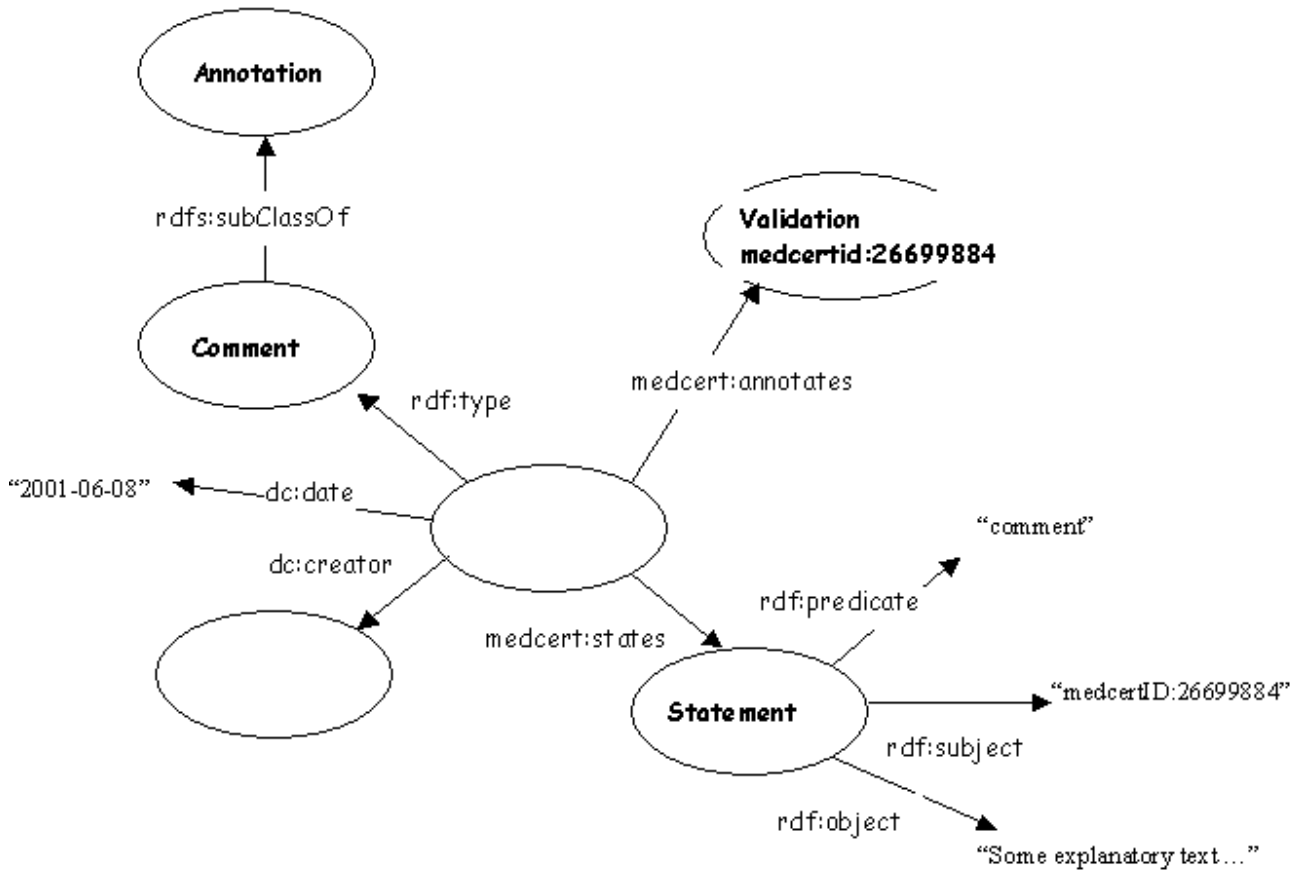 Annotation
rdfs:subClassOf
Validation
medcertid:26699884
Comment
medcert:annotates
rdf:type
“2001-06-08”
dc:date
“comment”
dc:creator
rdf:predicate
medcert:states
“medcertID:26699884”
Statement
rdf:subject
rdf:object
“Some explanatory text...”